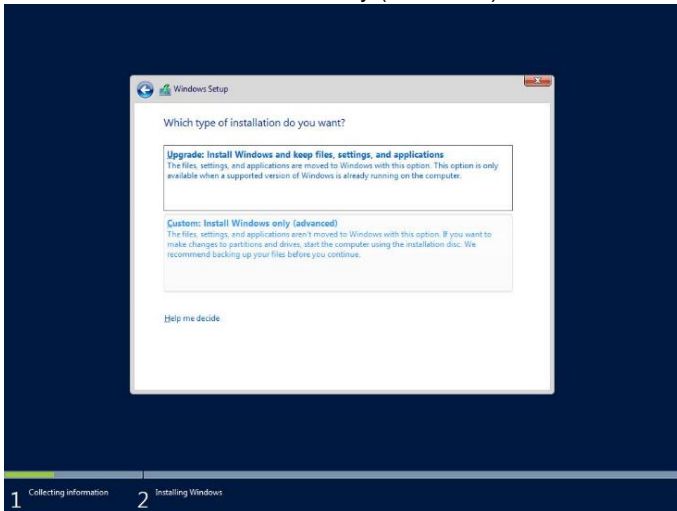 Windows Setup
Which type of installation do you want?
Upgrade: Install Windows and keep files, settings, and applications
The files, settings, and applications are moved to Windows with this option. This option is only
available when a supported version of Windows is already running on the computer.
Custom: Install Windows only (advanced)
The files, settings, and applications aren't moved to Windows with this option. If you want to
make changes to partitions and drives, start the computer using the installation disc. We
recommend backing up your files before you continue.
Help me decide
1 Collecting information 2 Installing Windows